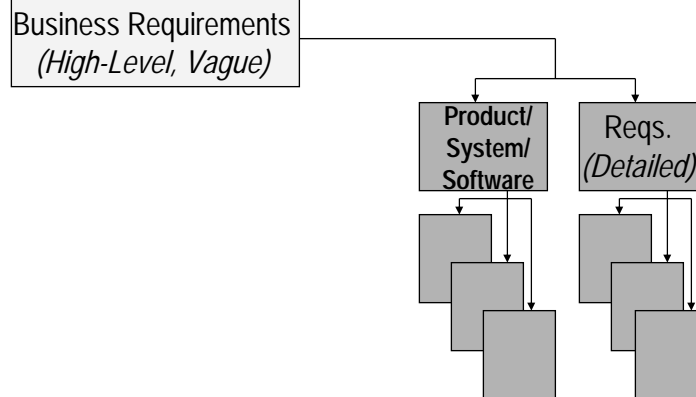 Business Requirements
(High-Level, Vague)
Product/
System/
Software
Reqs.
(Detailed)